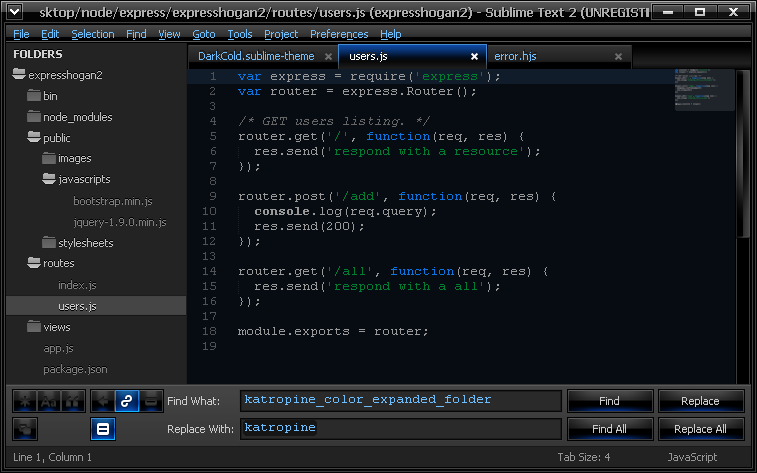 sktop/node/express/expresshogan2/routes/users.js (expresshogan2) - Sublime Text 2 (UNREGISTI
File Edit Selection Find View Goto Tools Project Preferences Help
FOLDERS
expresshogan2
bin
node_modules
public
images
javascripts
bootstrap.min.js
jquery-1.9.0.min.js
stylesheets
routes
index.js
users.js
views
app.js
package.json
DarkCold.sublime-theme users.js error.hjs
1 var express = require('express');
2 var router = express.Router();
3
4 /* GET users listing. */
5 router.get('/', function(req, res) {
6   res.send('respond with a resource');
7 });
8
9 router.post('/add', function(req, res) {
10   console.log(req.query);
11   res.send(200);
12 });
13
14 router.get('/all', function(req, res) {
15   res.send('respond with a all');
16 });
17
18 module.exports = router;
19
Find What: katropine_color_expanded_folder Find Replace
Replace With: katropine Find All Replace All
Line 1, Column 1 Tab Size: 4 JavaScript